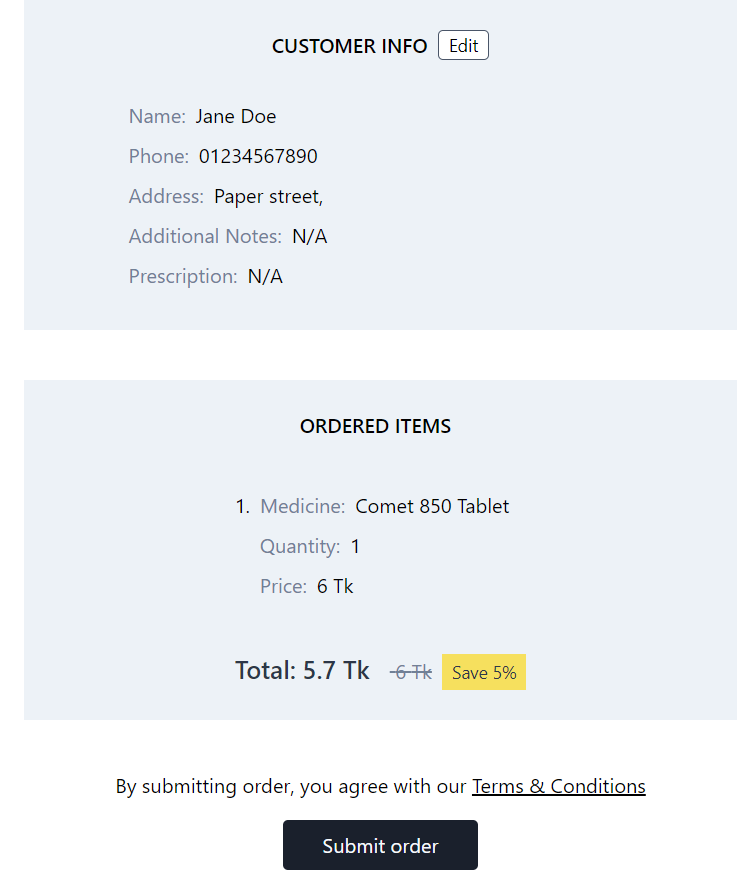 CUSTOMER INFO Edit
Name: Jane Doe
Phone: 01234567890
Address: Paper street,
Additional Notes: N/A
Prescription: N/A
ORDERED ITEMS
1. Medicine: Comet 850 Tablet
Quantity: 1
Price: 6 Tk
Total: 5.7 Tk 6 Tk Save 5%
By submitting order, you agree with our Terms & Conditions
Submit order